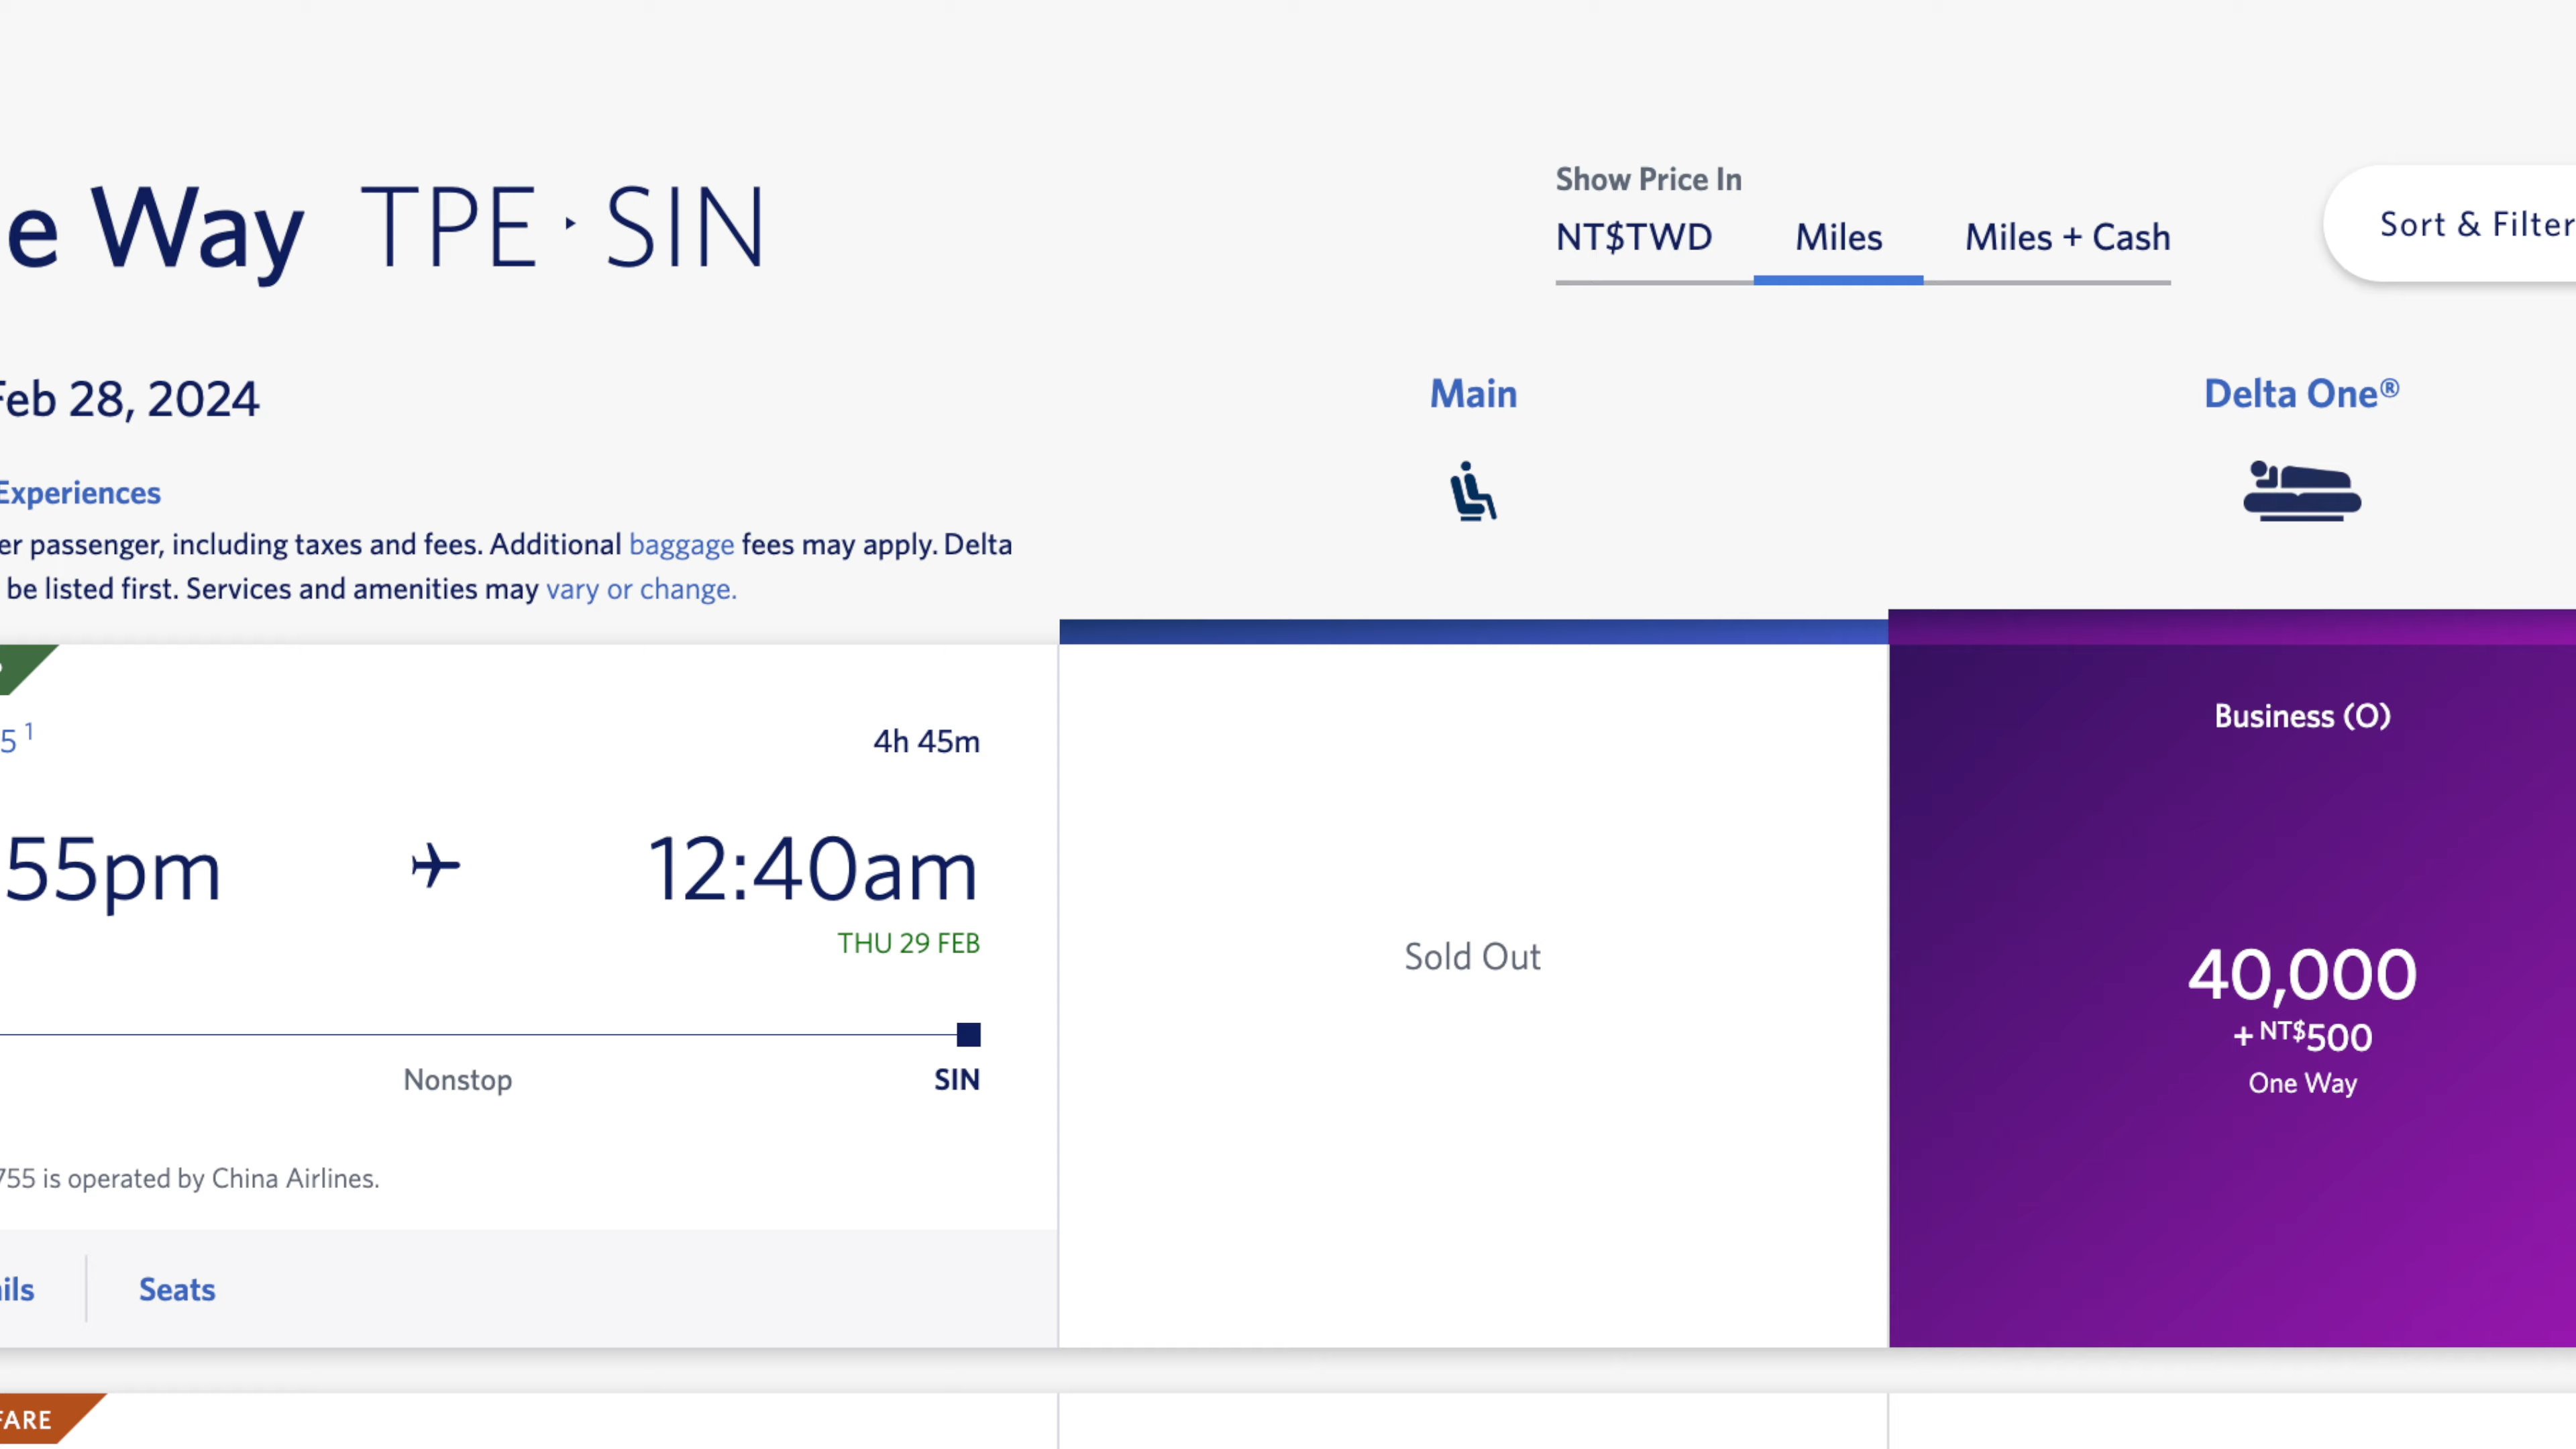 e Way TPE ▸ SIN
Show Price In
NT$TWD Miles Miles + Cash
Sort & Filter
Feb 28, 2024
Main
Delta One®
Experiences
er passenger, including taxes and fees. Additional baggage fees may apply. Delta
be listed first. Services and amenities may vary or change.
5 1
4h 45m
55pm
12:40am
THU 29 FEB
Nonstop
SIN
755 is operated by China Airlines.
ils
Seats
Sold Out
Business (O)
40,000
+ NT$500
One Way
FARE